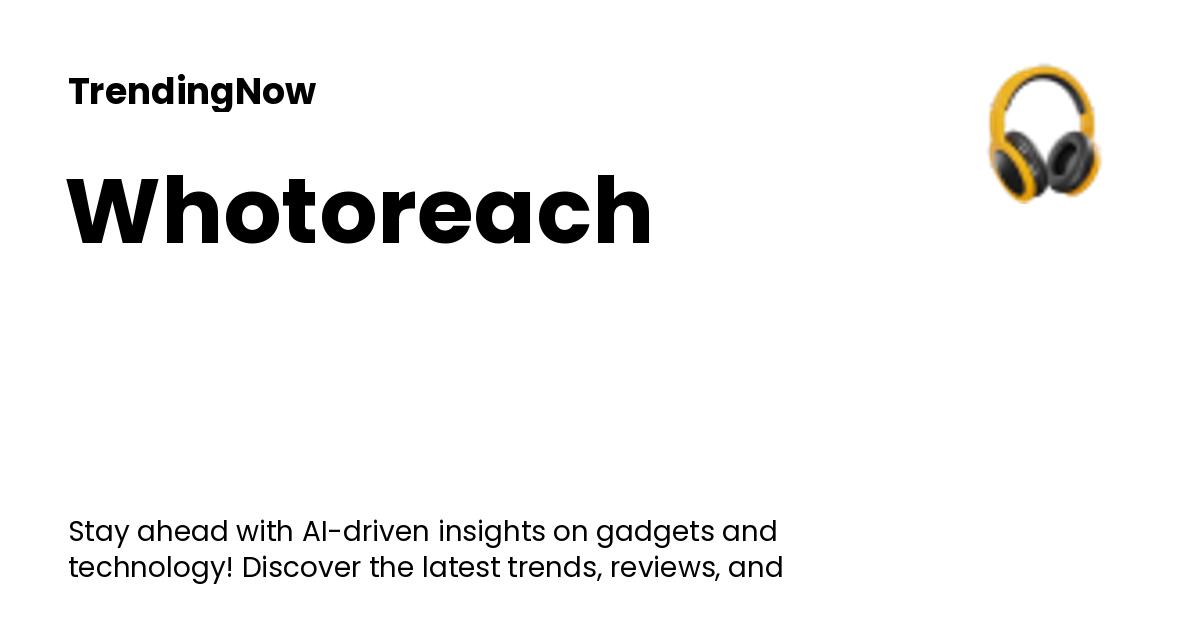 TrendingNow
Whotoreach
Stay ahead with AI-driven insights on gadgets and
technology! Discover the latest trends, reviews, and